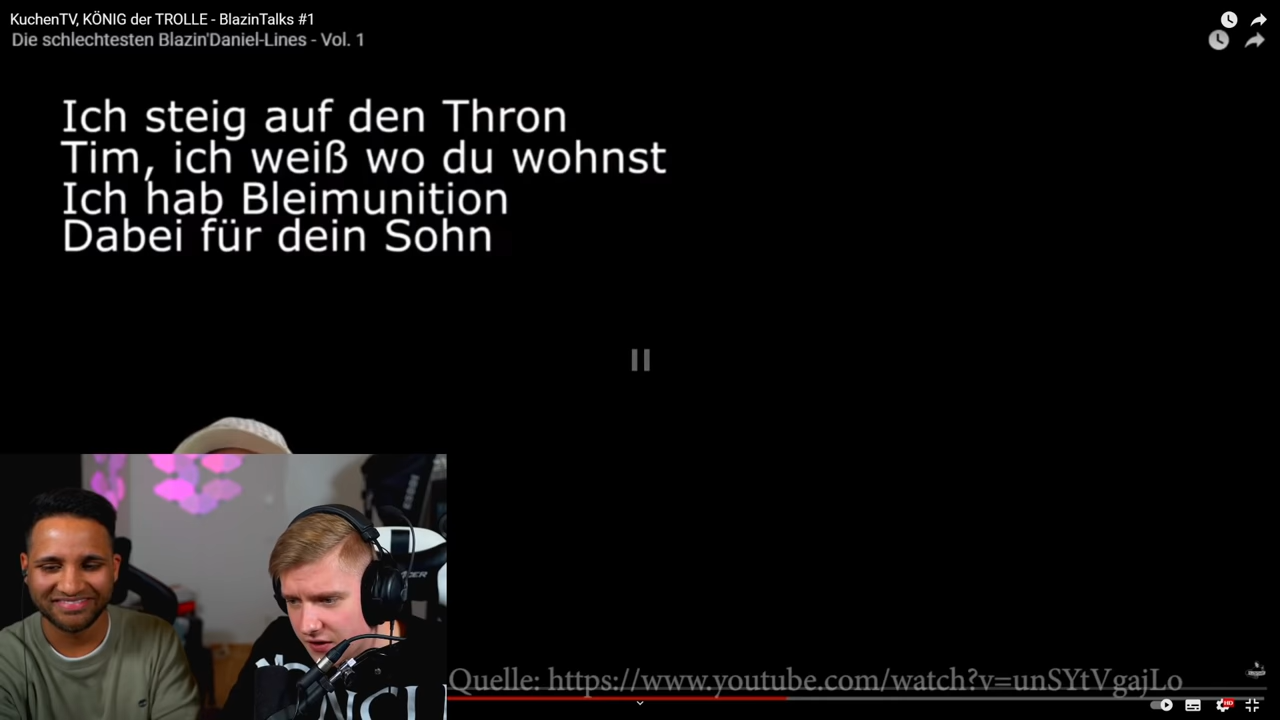 KuchenTV, KÖNIG der TROLLE - BlazinTalks #1
Die schlechtesten Blazin'Daniel-Lines - Vol. 1
Ich steig auf den Thron
Tim, ich weiß wo du wohnst
Ich hab Bleimunition
Dabei für dein Sohn
Quelle: https://www.youtube.com/watch?v=unSYtVgajLo
HD